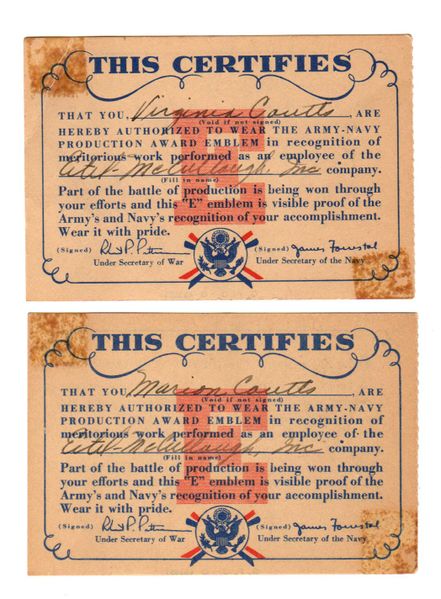 THIS CERTIFIES
THAT YOU, Virginia Coutts, ARE
(Void if not signed)
HEREBY AUTHORIZED TO WEAR THE ARMY-NAVY
PRODUCTION AWARD EMBLEM in recognition of
meritorious work performed as an employee of the
Inc company.
(Fill in name)
Part of the battle of production is being won through
your efforts and this "E" emblem is visible proof of the
Army's and Navy's recognition of your accomplishment.
Wear it with pride.
(Signed) (Signed) James Forrestal
Under Secretary of War Under Secretary of the Navy
THIS CERTIFIES
THAT YOU, Marion Coutts, ARE
(Void if not signed)
HEREBY AUTHORIZED TO WEAR THE ARMY-NAVY
PRODUCTION AWARD EMBLEM in recognition of
meritorious work performed as an employee of the
Inc company.
(Fill in name)
Part of the battle of production is being won through
your efforts and this "E" emblem is visible proof of the
Army's and Navy's recognition of your accomplishment.
Wear it with pride.
(Signed) (Signed) James Forrestal
Under Secretary of War Under Secretary of the Navy